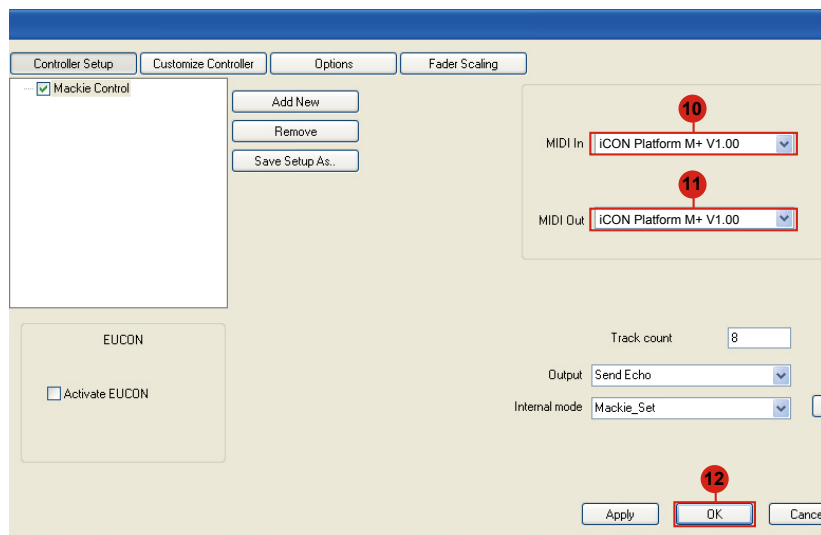 Controller Setup
Customize Controller
Options
Fader Scaling
Mackie Control
Add New
Remove
Save Setup As..
10
MIDI In
iCON Platform M+ V1.00
11
MIDI Out
iCON Platform M+ V1.00
EUCON
Activate EUCON
Track count
8
Output
Send Echo
Internal mode
Mackie_Set
12
Apply
OK
Cance